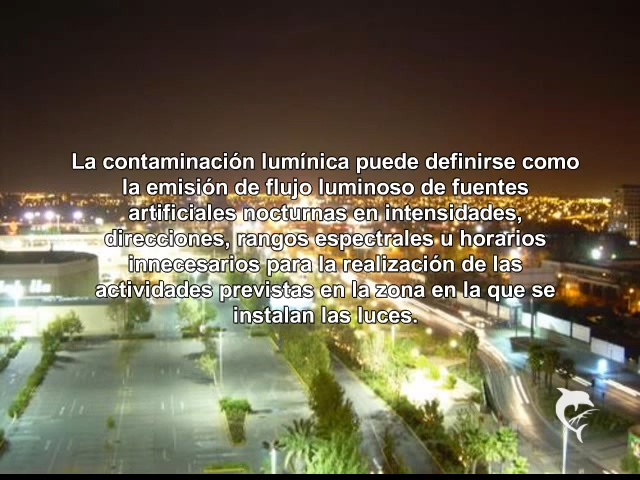 La contaminación lumínica puede definirse como
la emisión de flujo luminoso de fuentes
artificiales nocturnas en intensidades,
direcciones, rangos espectrales u horarios
innecesarios para la realización de las
actividades previstas en la zona en la que se
instalan las luces.